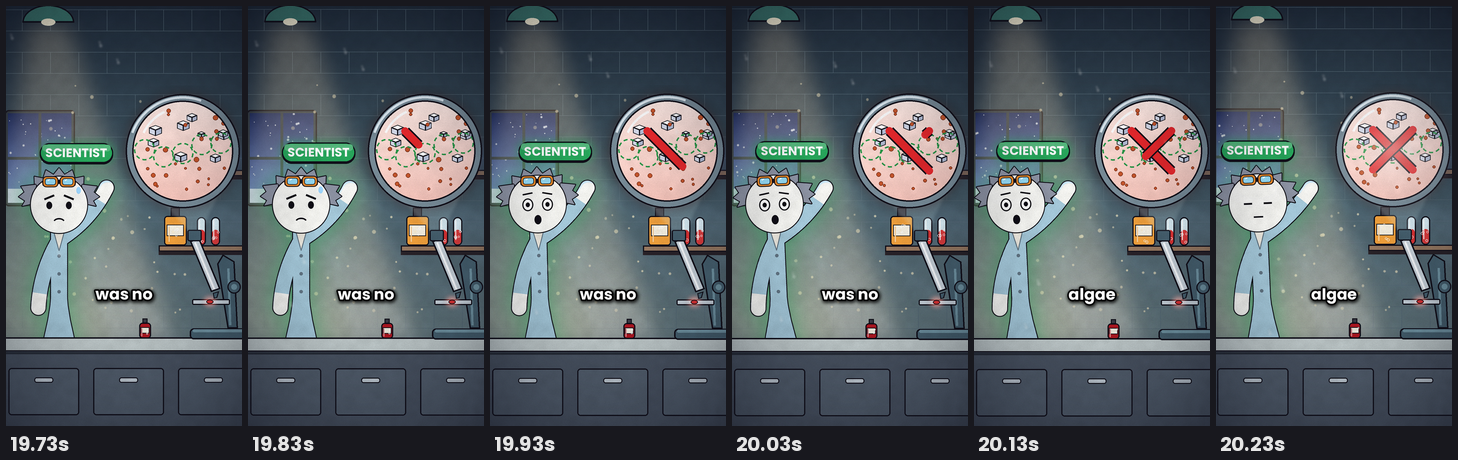 SCIENTIST
was no
19.73s
SCIENTIST
was no
19.83s
SCIENTIST
was no
19.93s
SCIENTIST
was no
20.03s
SCIENTIST
algae
20.13s
SCIENTIST
algae
20.23s